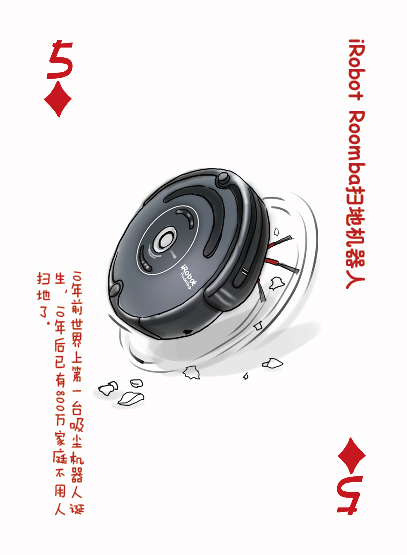 5
iRobot Roomba扫地机器人
iRobot
10年前世界上第一台吸尘机器人诞
生，10年后已有800万家庭不用人
扫地了。
5